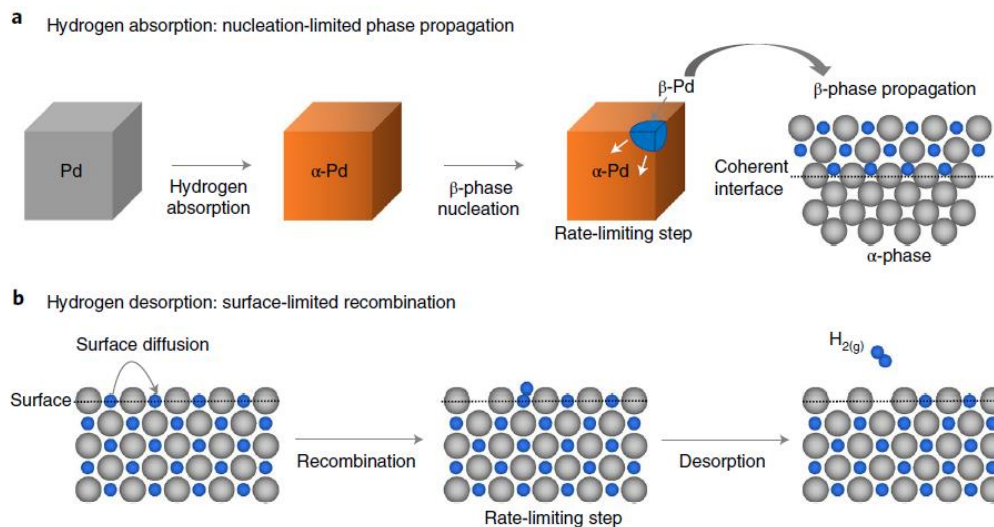 a Hydrogen absorption: nucleation-limited phase propagation
Pd
Hydrogen
absorption
α-Pd
β-phase
nucleation
β-Pd
α-Pd
Rate-limiting step
β-phase propagation
Coherent
interface
α-phase
b Hydrogen desorption: surface-limited recombination
Surface diffusion
Surface
Recombination
Rate-limiting step
Desorption
H2(g)